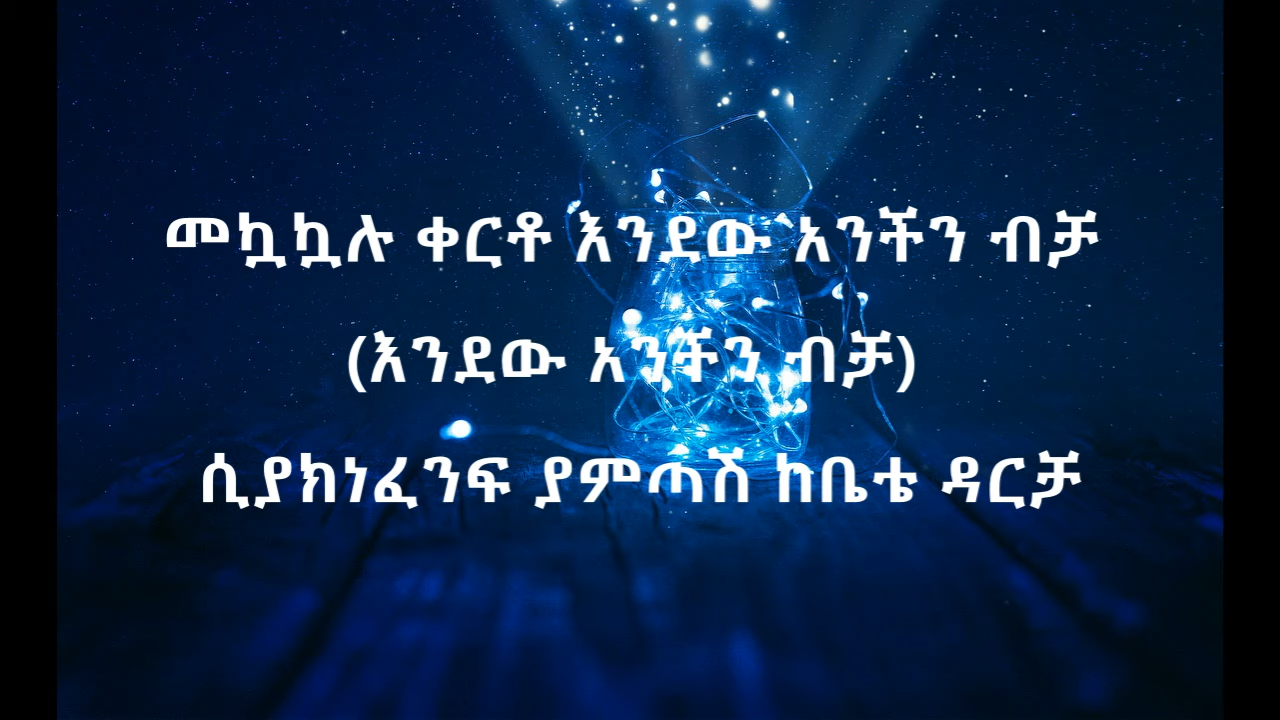 መኳኳሉ ቀርቶ እንደው አንችን ብቻ
(እንደው አንችን ብቻ)
ሲያክነፈንፍ ያምጣሽ ከቤቴ ዳርቻ